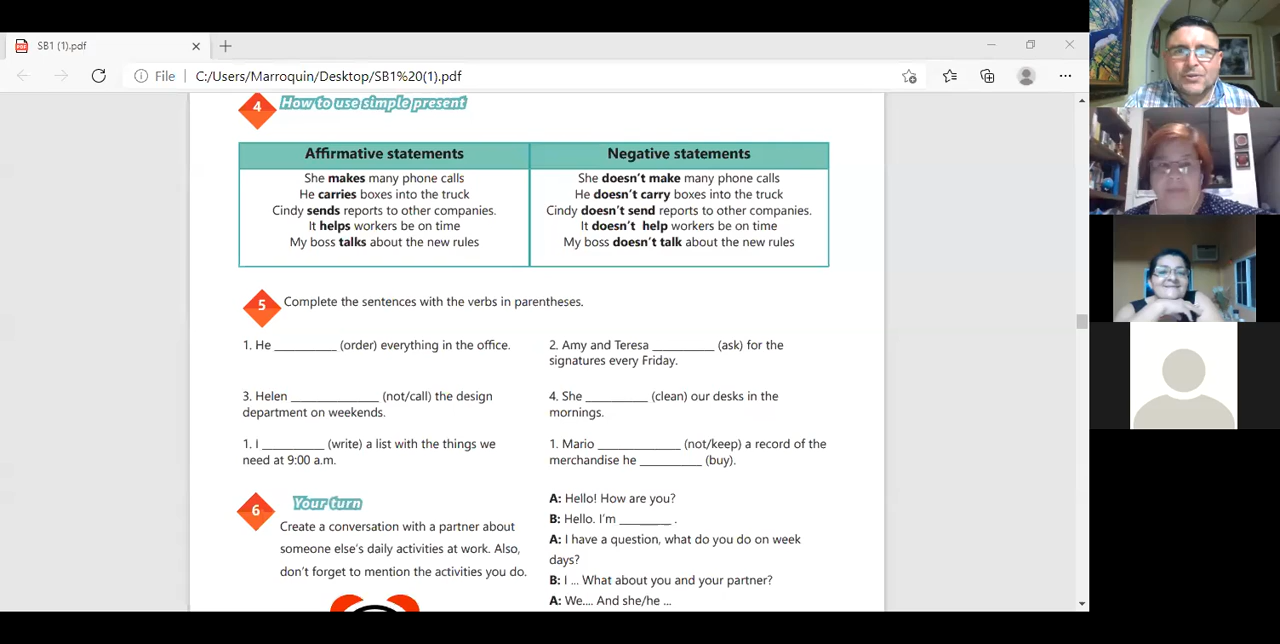 SB1 (1).pdf
File
C:/Users/Marroquin/Desktop/SB1%20(1).pdf
4
How to use simple present
Affirmative statements
She makes many phone calls
He carries boxes into the truck
Cindy sends reports to other companies.
It helps workers be on time
My boss talks about the new rules
Negative statements
She doesn't make many phone calls
He doesn't carry boxes into the truck
Cindy doesn't send reports to other companies.
It doesn't help workers be on time
My boss doesn't talk about the new rules
5
Complete the sentences with the verbs in parentheses.
1. He __________ (order) everything in the office.
2. Amy and Teresa __________ (ask) for the
signatures every Friday.
3. Helen ______________ (not/call) the design
department on weekends.
4. She __________ (clean) our desks in the
mornings.
1. I __________ (write) a list with the things we
need at 9:00 a.m.
1. Mario _____________ (not/keep) a record of the
merchandise he __________ (buy).
6
Your turn
Create a conversation with a partner about
someone else's daily activities at work. Also,
don't forget to mention the activities you do.
A: Hello! How are you?
B: Hello. I'm ________ .
A: I have a question, what do you do on week
days?
B: I ... What about you and your partner?
A: We.... And she/he ...